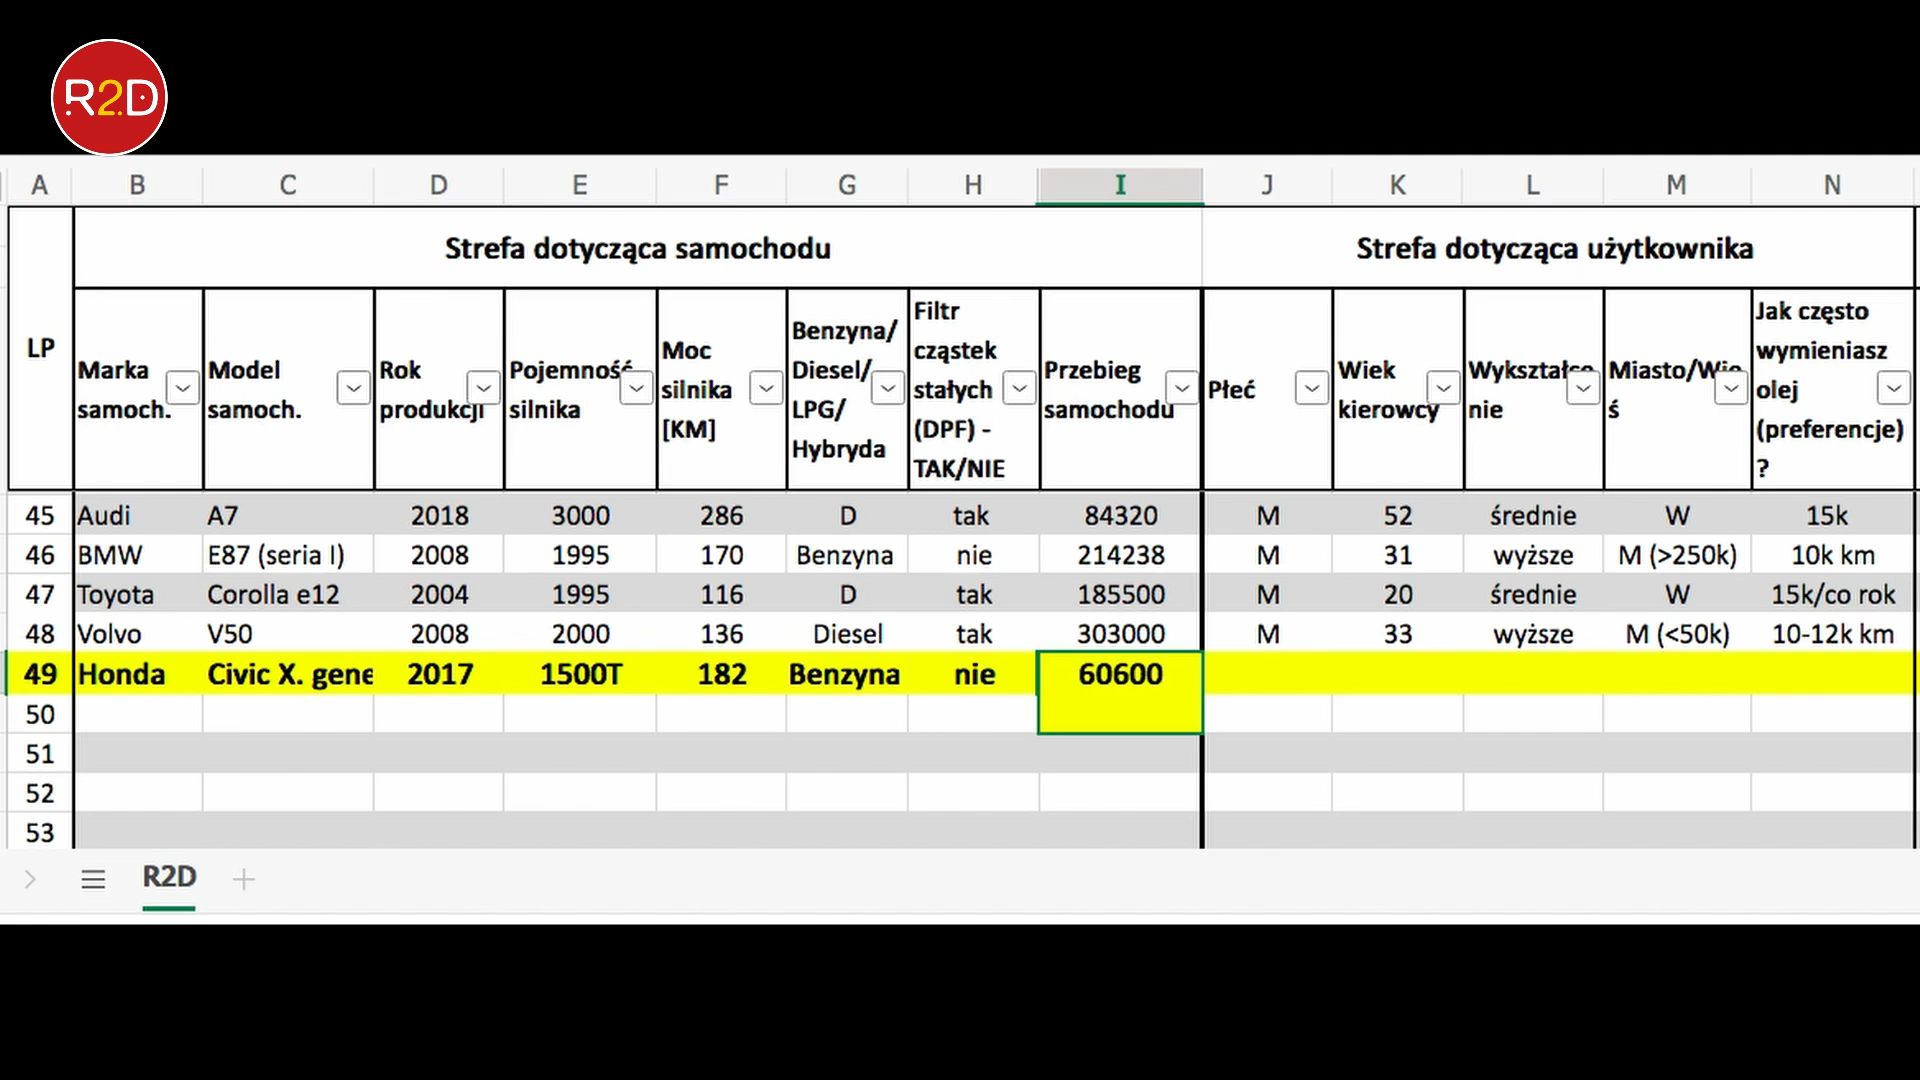 R2D
A B C D E F G H I J K L M N
Strefa dotycząca samochodu Strefa dotycząca użytkownika
LP
Marka
samoch.
Model
samoch.
Rok
produkcji
Pojemność
silnika
Moc
silnika
[KM]
Benzyna/
Diesel/
LPG/
Hybryda
Filtr
cząstek
stałych
(DPF) -
TAK/NIE
Przebieg
samochodu
Płeć
Wiek
kierowcy
Wykształce
nie
Miasto/Wie
ś
Jak często
wymieniasz
olej
(preferencje)
?
45 Audi A7 2018 3000 286 D tak 84320 M 52 średnie W 15k
46 BMW E87 (seria I) 2008 1995 170 Benzyna nie 214238 M 31 wyższe M (>250k) 10k km
47 Toyota Corolla e12 2004 1995 116 D tak 185500 M 20 średnie W 15k/co rok
48 Volvo V50 2008 2000 136 Diesel tak 303000 M 33 wyższe M (<50k) 10-12k km
49 Honda Civic X. gene 2017 1500T 182 Benzyna nie 60600
50
51
52
53
R2D